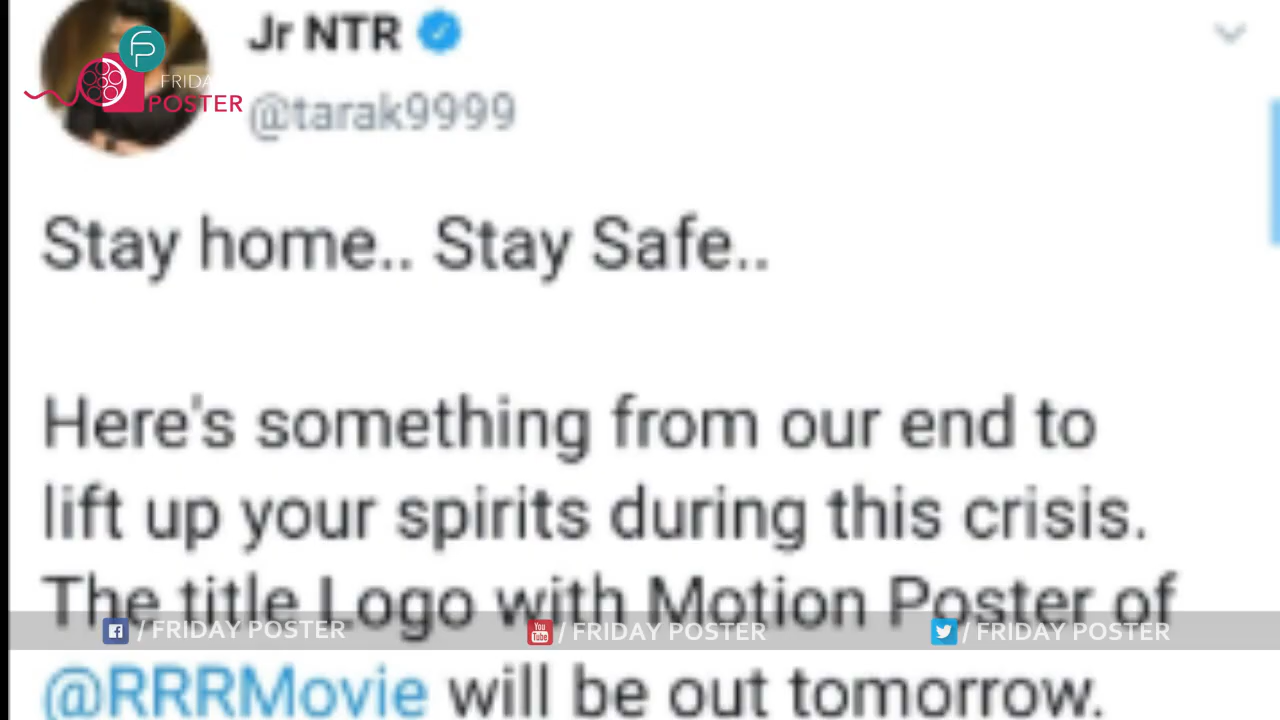 Jr NTR
@tarak9999
FRIDA
POSTER
Stay home.. Stay Safe..
Here's something from our end to
lift up your spirits during this crisis.
The title Logo with Motion Poster of
/ FRIDAY POSTER
/ FRIDAY POSTER
/ FRIDAY POSTER
@RRRMovie will be out tomorrow.